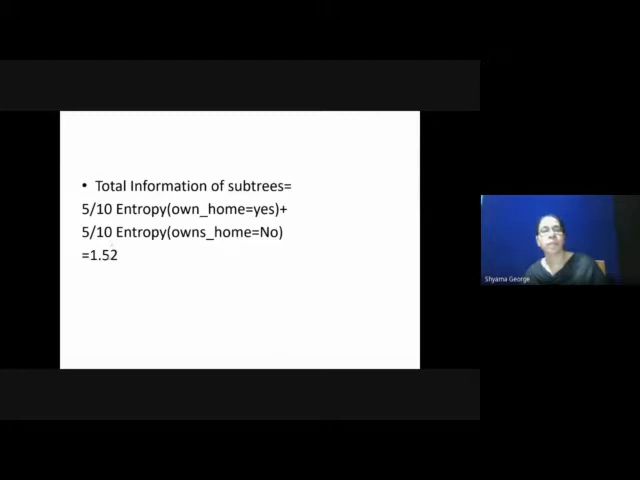 • Total Information of subtrees=
5/10 Entropy(own_home=yes)+
5/10 Entropy(owns_home=No)
=1.52
Shyama George